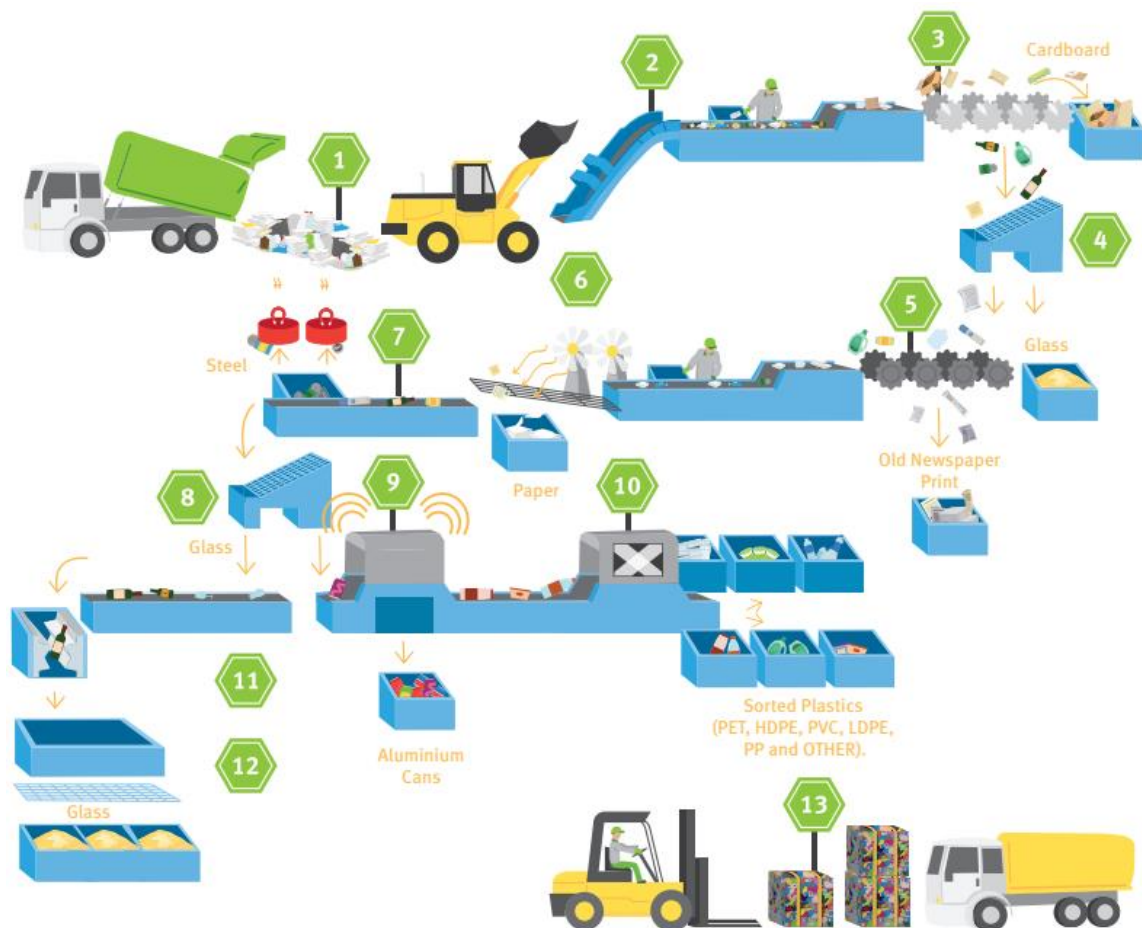 1
2
3
Cardboard
4
5
6
7
Steel
Glass
Old Newspaper
Print
Paper
8
9
10
Glass
11
12
Aluminium
Cans
Sorted Plastics
(PET, HDPE, PVC, LDPE,
PP and OTHER).
Glass
13